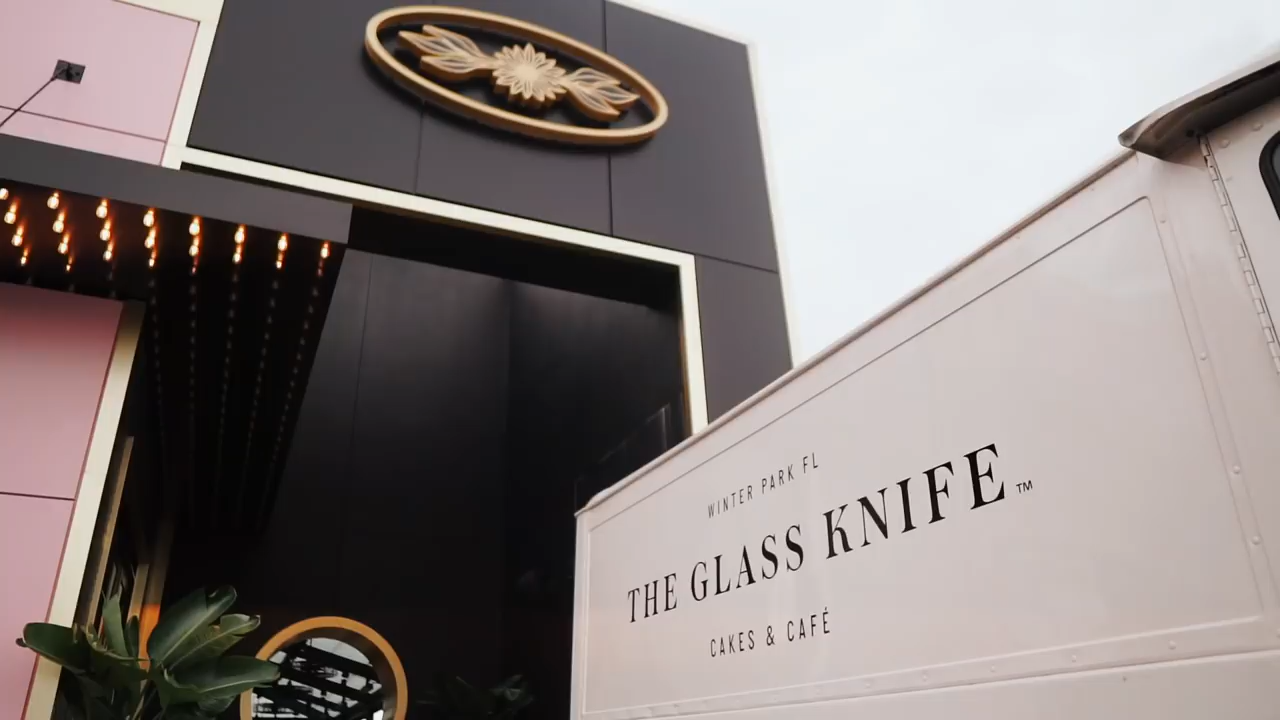 WINTER PARK FL
THE GLASS KNIFE™
CAKES & CAFÉ